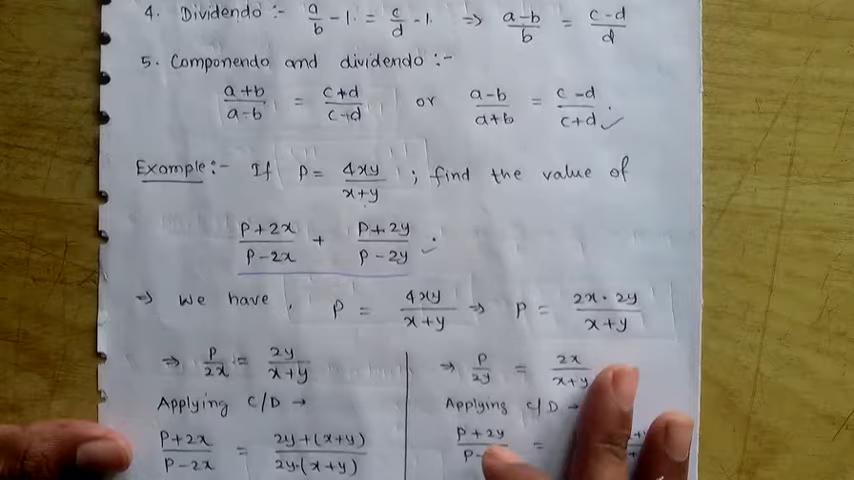 4. Dividendo :- a/b - 1 = c/d - 1 ⇒ (a-b)/b = (c-d)/d
5. Componendo and dividendo :-
(a+b)/(a-b) = (c+d)/(c-d) or (a-b)/(a+b) = (c-d)/(c+d)
Example :- If P = 4xy/(x+y) ; find the value of
(P+2x)/(P-2x) + (P+2y)/(P-2y)
⇒ We have, P = 4xy/(x+y) ⇒ P = 2x·2y/(x+y)
⇒ P/2x = 2y/(x+y)
Applying C/D →
(P+2x)/(P-2x) = (2y+(x+y))/(2y-(x+y))
⇒ P/2y = 2x/(x+y)
Applying C/D →
P+2y =